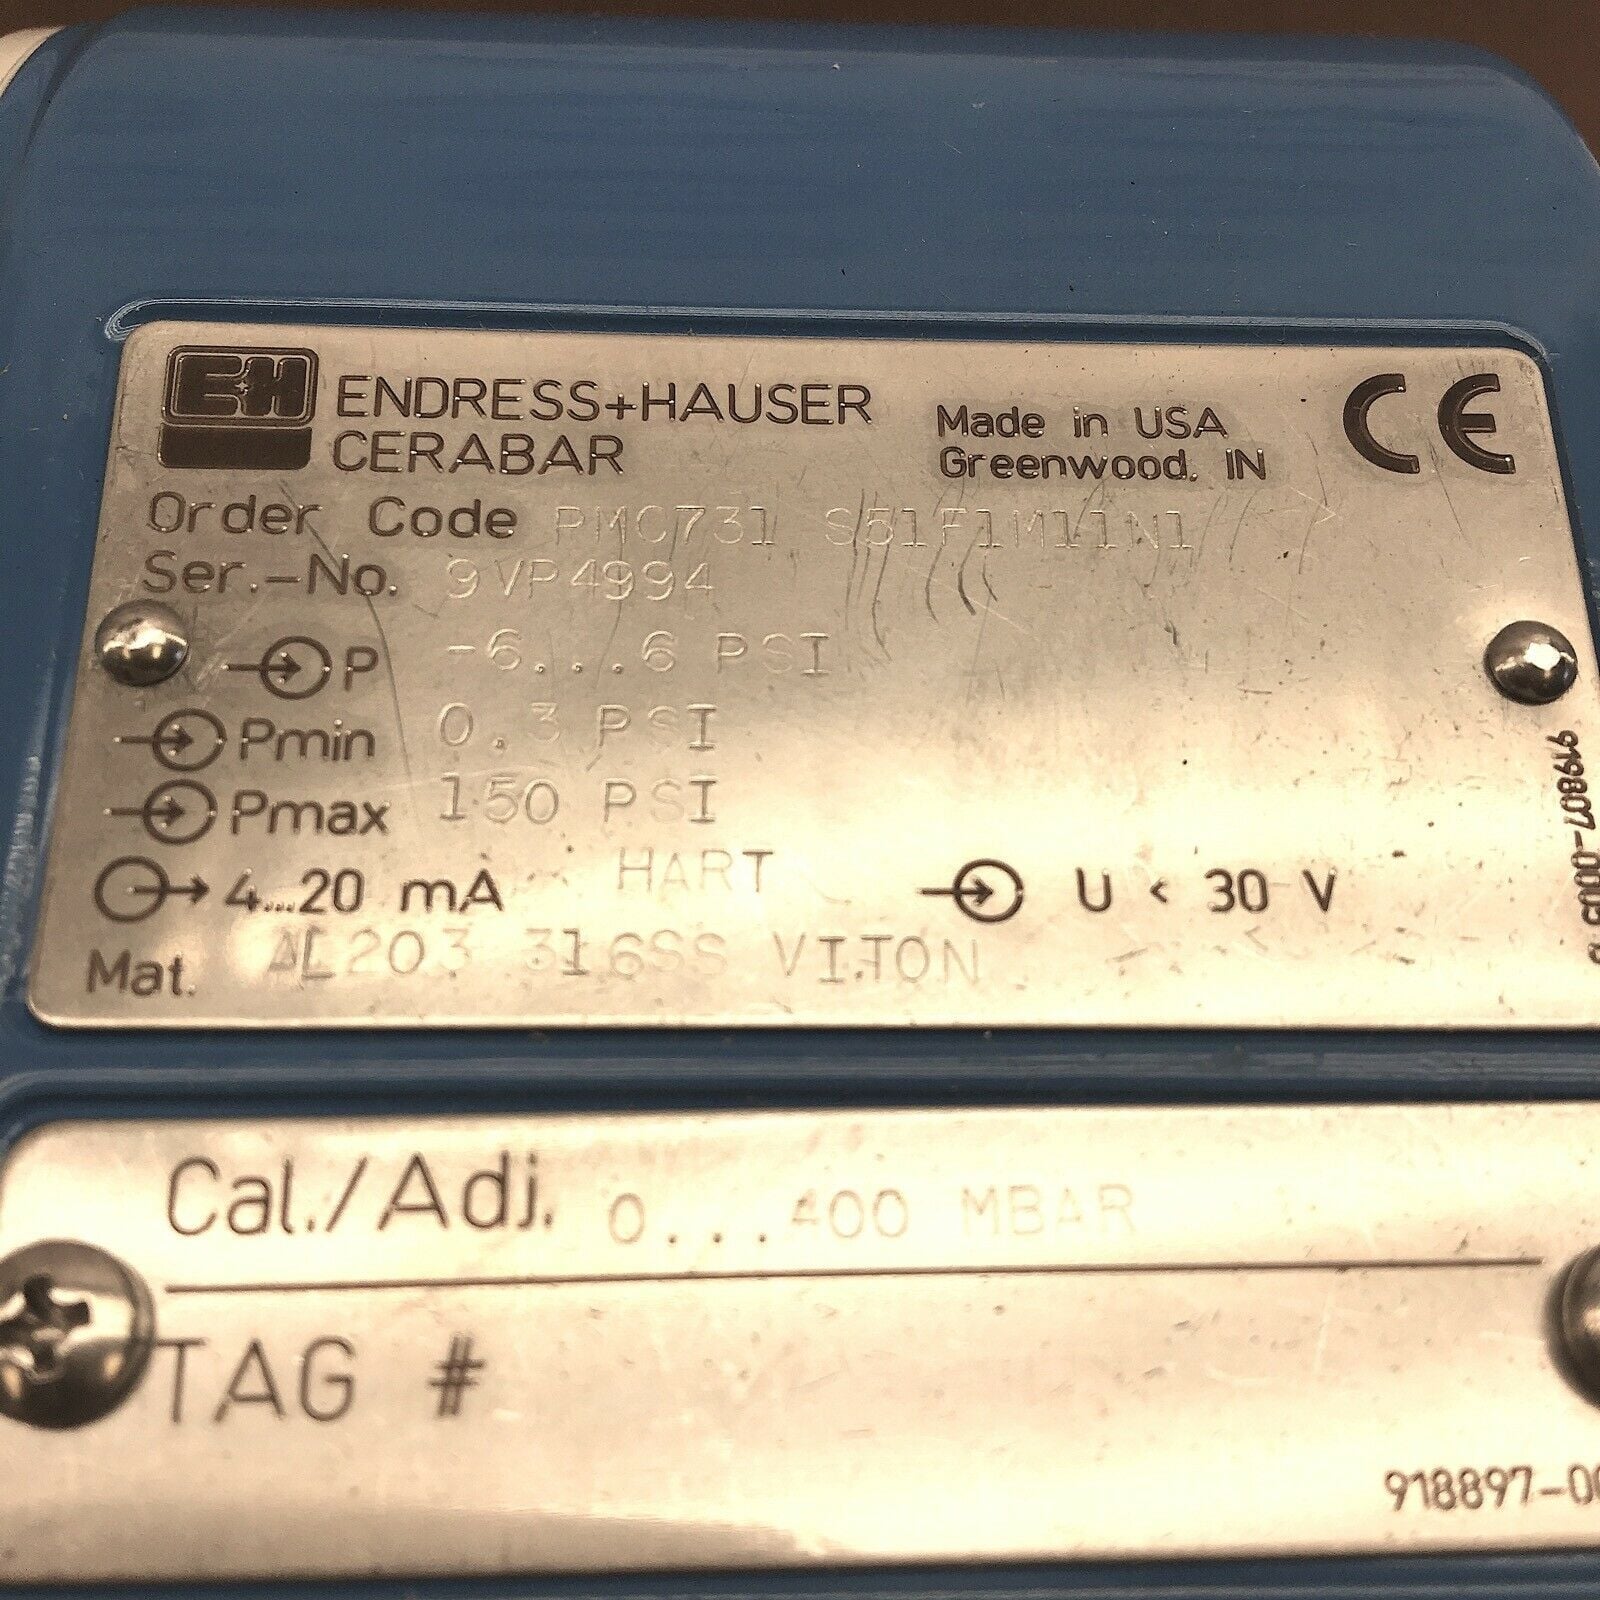 E+H ENDRESS+HAUSER
CERABAR
Made in USA
Greenwood, IN
CE
Order Code PMC731 S51F1M11N1
Ser.-No. 9VP4994
P -6...6 PSI
Pmin 0.3 PSI
Pmax 150 PSI
4...20 mA HART U < 30 V
Mat. AL203 316SS VITON
Cal./Adj. 0...400 MBAR
TAG #